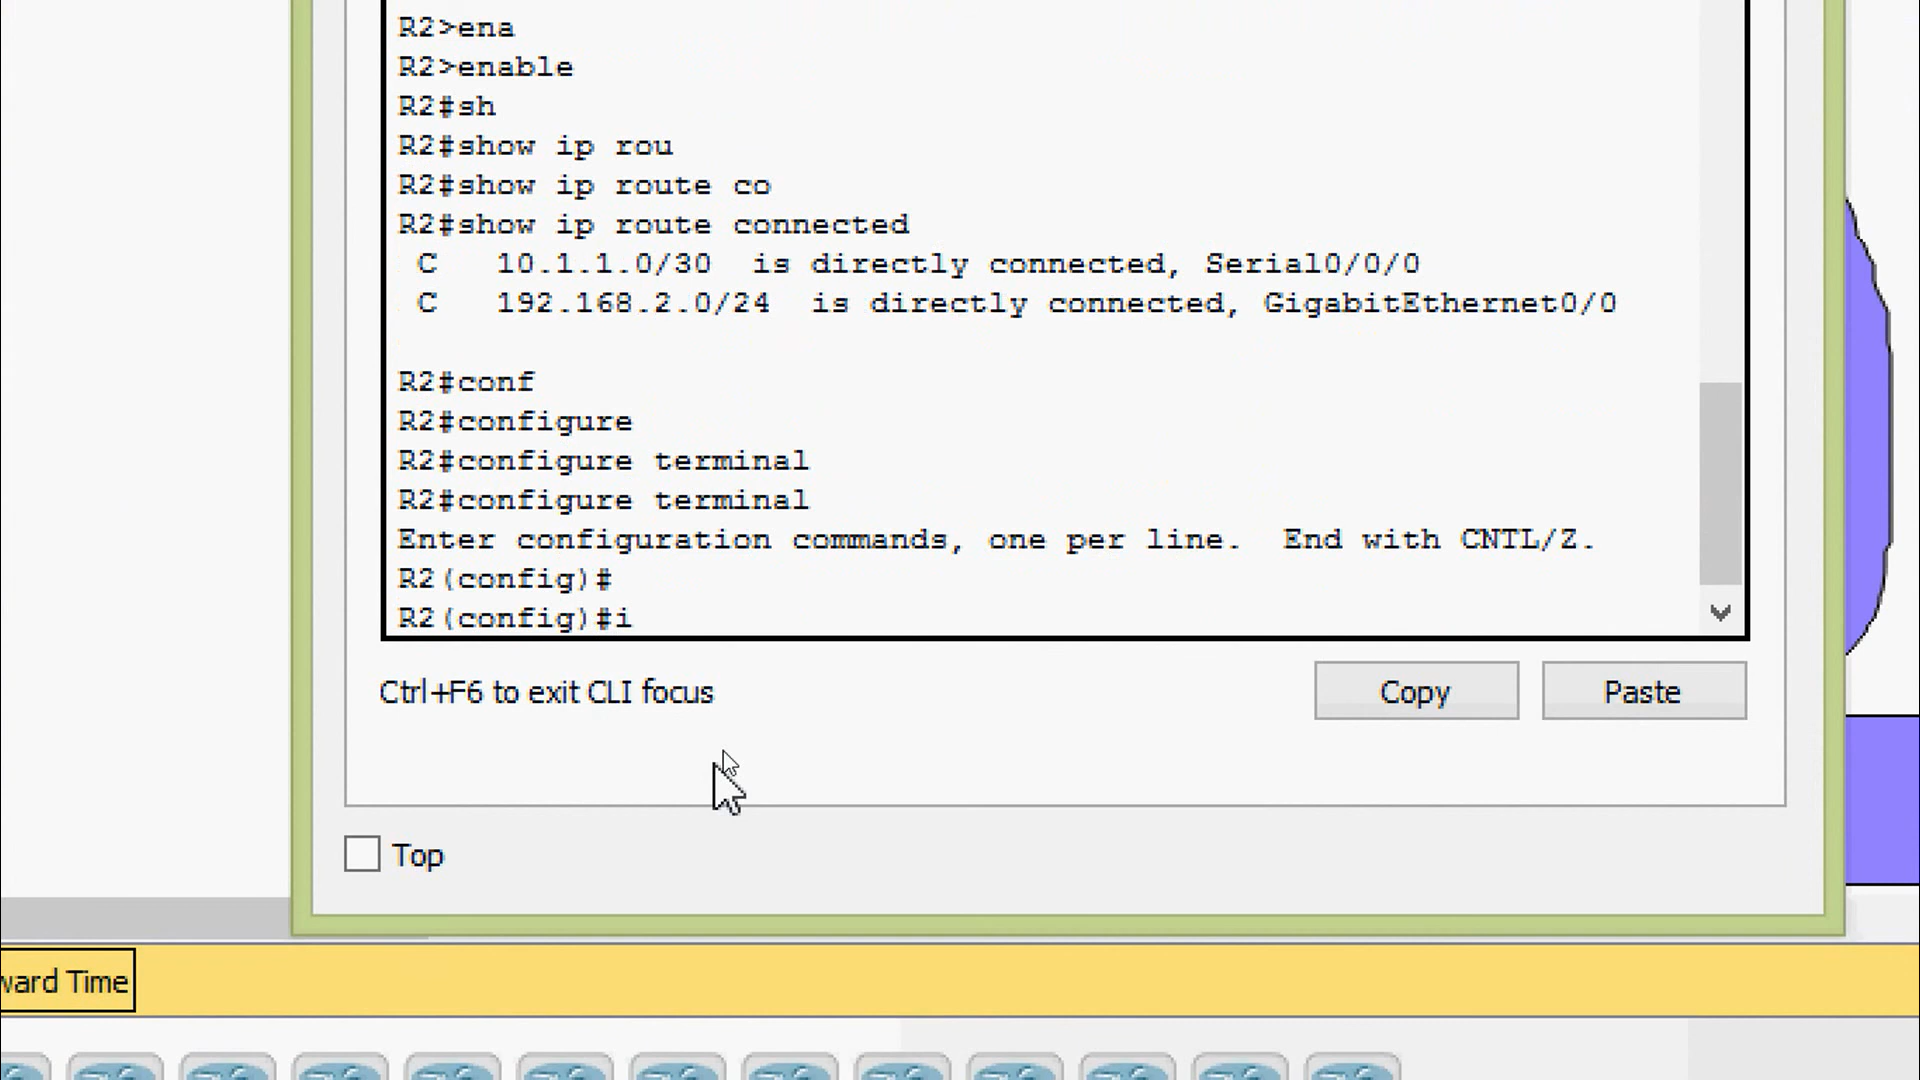 R2>ena
R2>enable
R2#sh
R2#show ip rou
R2#show ip route co
R2#show ip route connected
C   10.1.1.0/30  is directly connected, Serial0/0/0
C   192.168.2.0/24  is directly connected, GigabitEthernet0/0
R2#conf
R2#configure
R2#configure terminal
R2#configure terminal
Enter configuration commands, one per line.  End with CNTL/Z.
R2(config)#
R2(config)#i
Ctrl+F6 to exit CLI focus
Copy
Paste
Top
ward Time